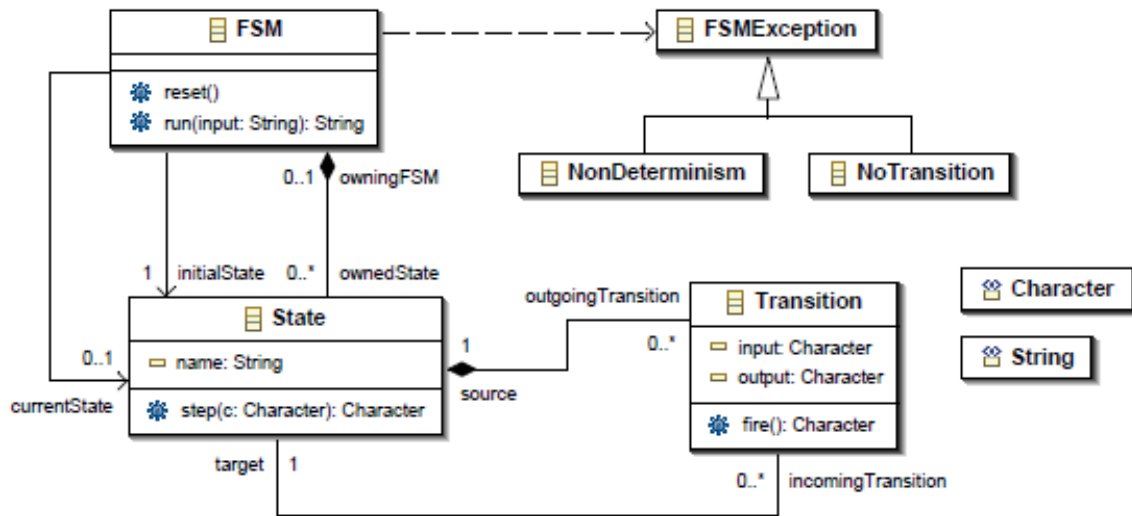 FSM
FSMException
reset()
run(input: String): String
NonDeterminism
NoTransition
0..1
owningFSM
1
initialState
0..*
ownedState
State
name: String
step(c: Character): Character
0..1
currentState
outgoingTransition
Transition
1
0..*
input: Character
output: Character
source
fire(): Character
Character
String
target
1
0..*
incomingTransition